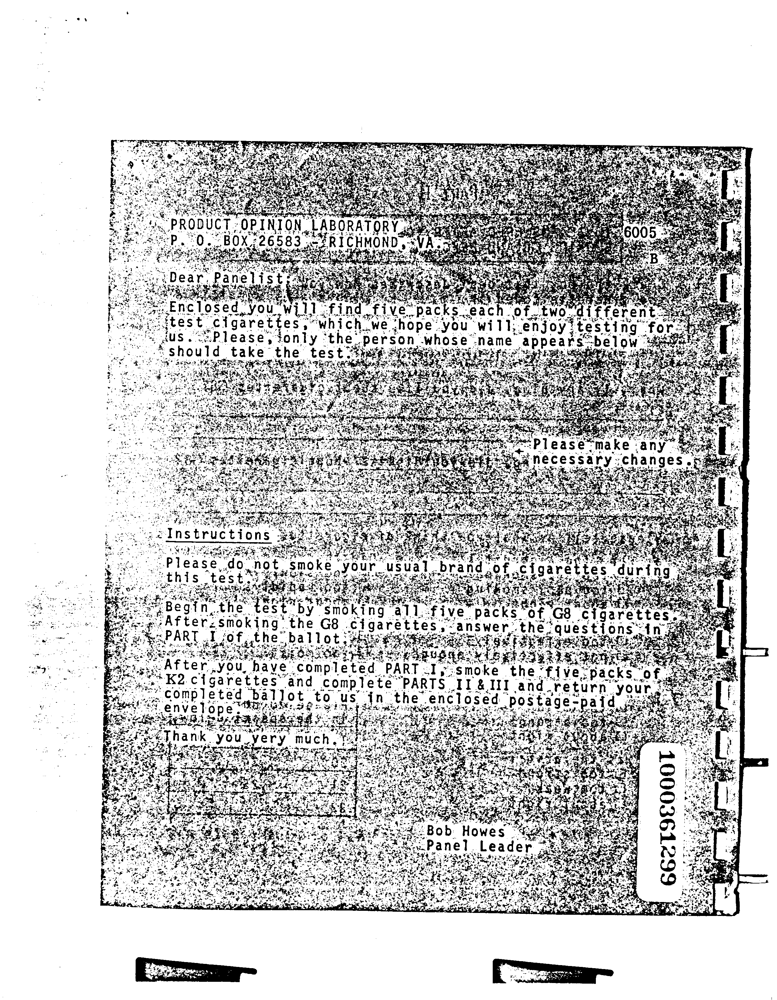 PRODUCT OPINION LABORATORY
6005
P. O. BOX 26583 - RICHMOND, VA.
B
Dear Panelist:
Enclosed you will find five packs each of two different
test cigarettes, which we hope you will enjoy testing for
us. Please, only the person whose name appears below
should take the test.
Please make any
necessary changes.
Instructions
Please do not smoke your usual brand of cigarettes during
this test.
Begin the test by smoking all five packs of G8 cigarettes.
After smoking the G8 cigarettes, answer the questions in
PART I of the ballot.
After you have completed PART I, smoke the five packs of
K2 cigarettes and complete PARTS II & III and return your
completed ballot to us in the enclosed postage-paid
envelope.
Thank you very much.
Bob Howes
Panel Leader
1000361299